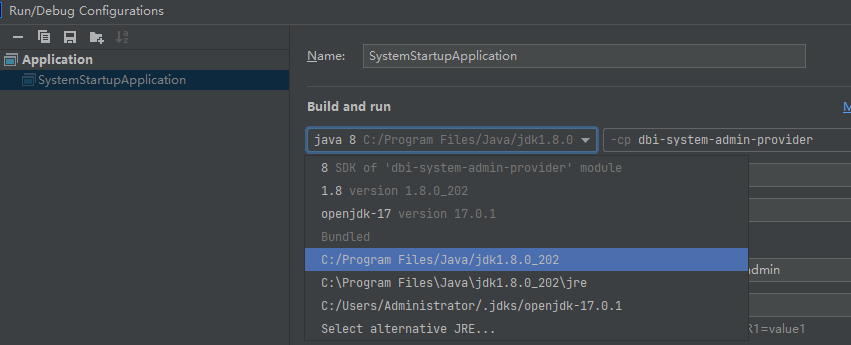 Run/Debug Configurations
Application
SystemStartupApplication
Name: SystemStartupApplication
Build and run
java 8 C:/Program Files/Java/jdk1.8.0
-cp dbi-system-admin-provider
8 SDK of 'dbi-system-admin-provider' module
1.8 version 1.8.0_202
openjdk-17 version 17.0.1
Bundled
C:/Program Files/Java/jdk1.8.0_202
C:\Program Files\Java\jdk1.8.0_202\jre
dmin
C:/Users/Administrator/.jdks/openjdk-17.0.1
Select alternative JRE...
R1=value1